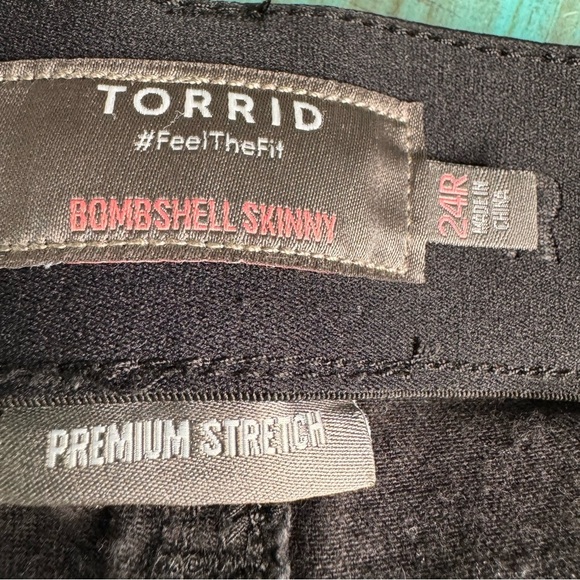 TORRID
#FeelTheFit
BOMBSHELL SKINNY
24R
MADE IN
CHINA
PREMIUM STRETCH